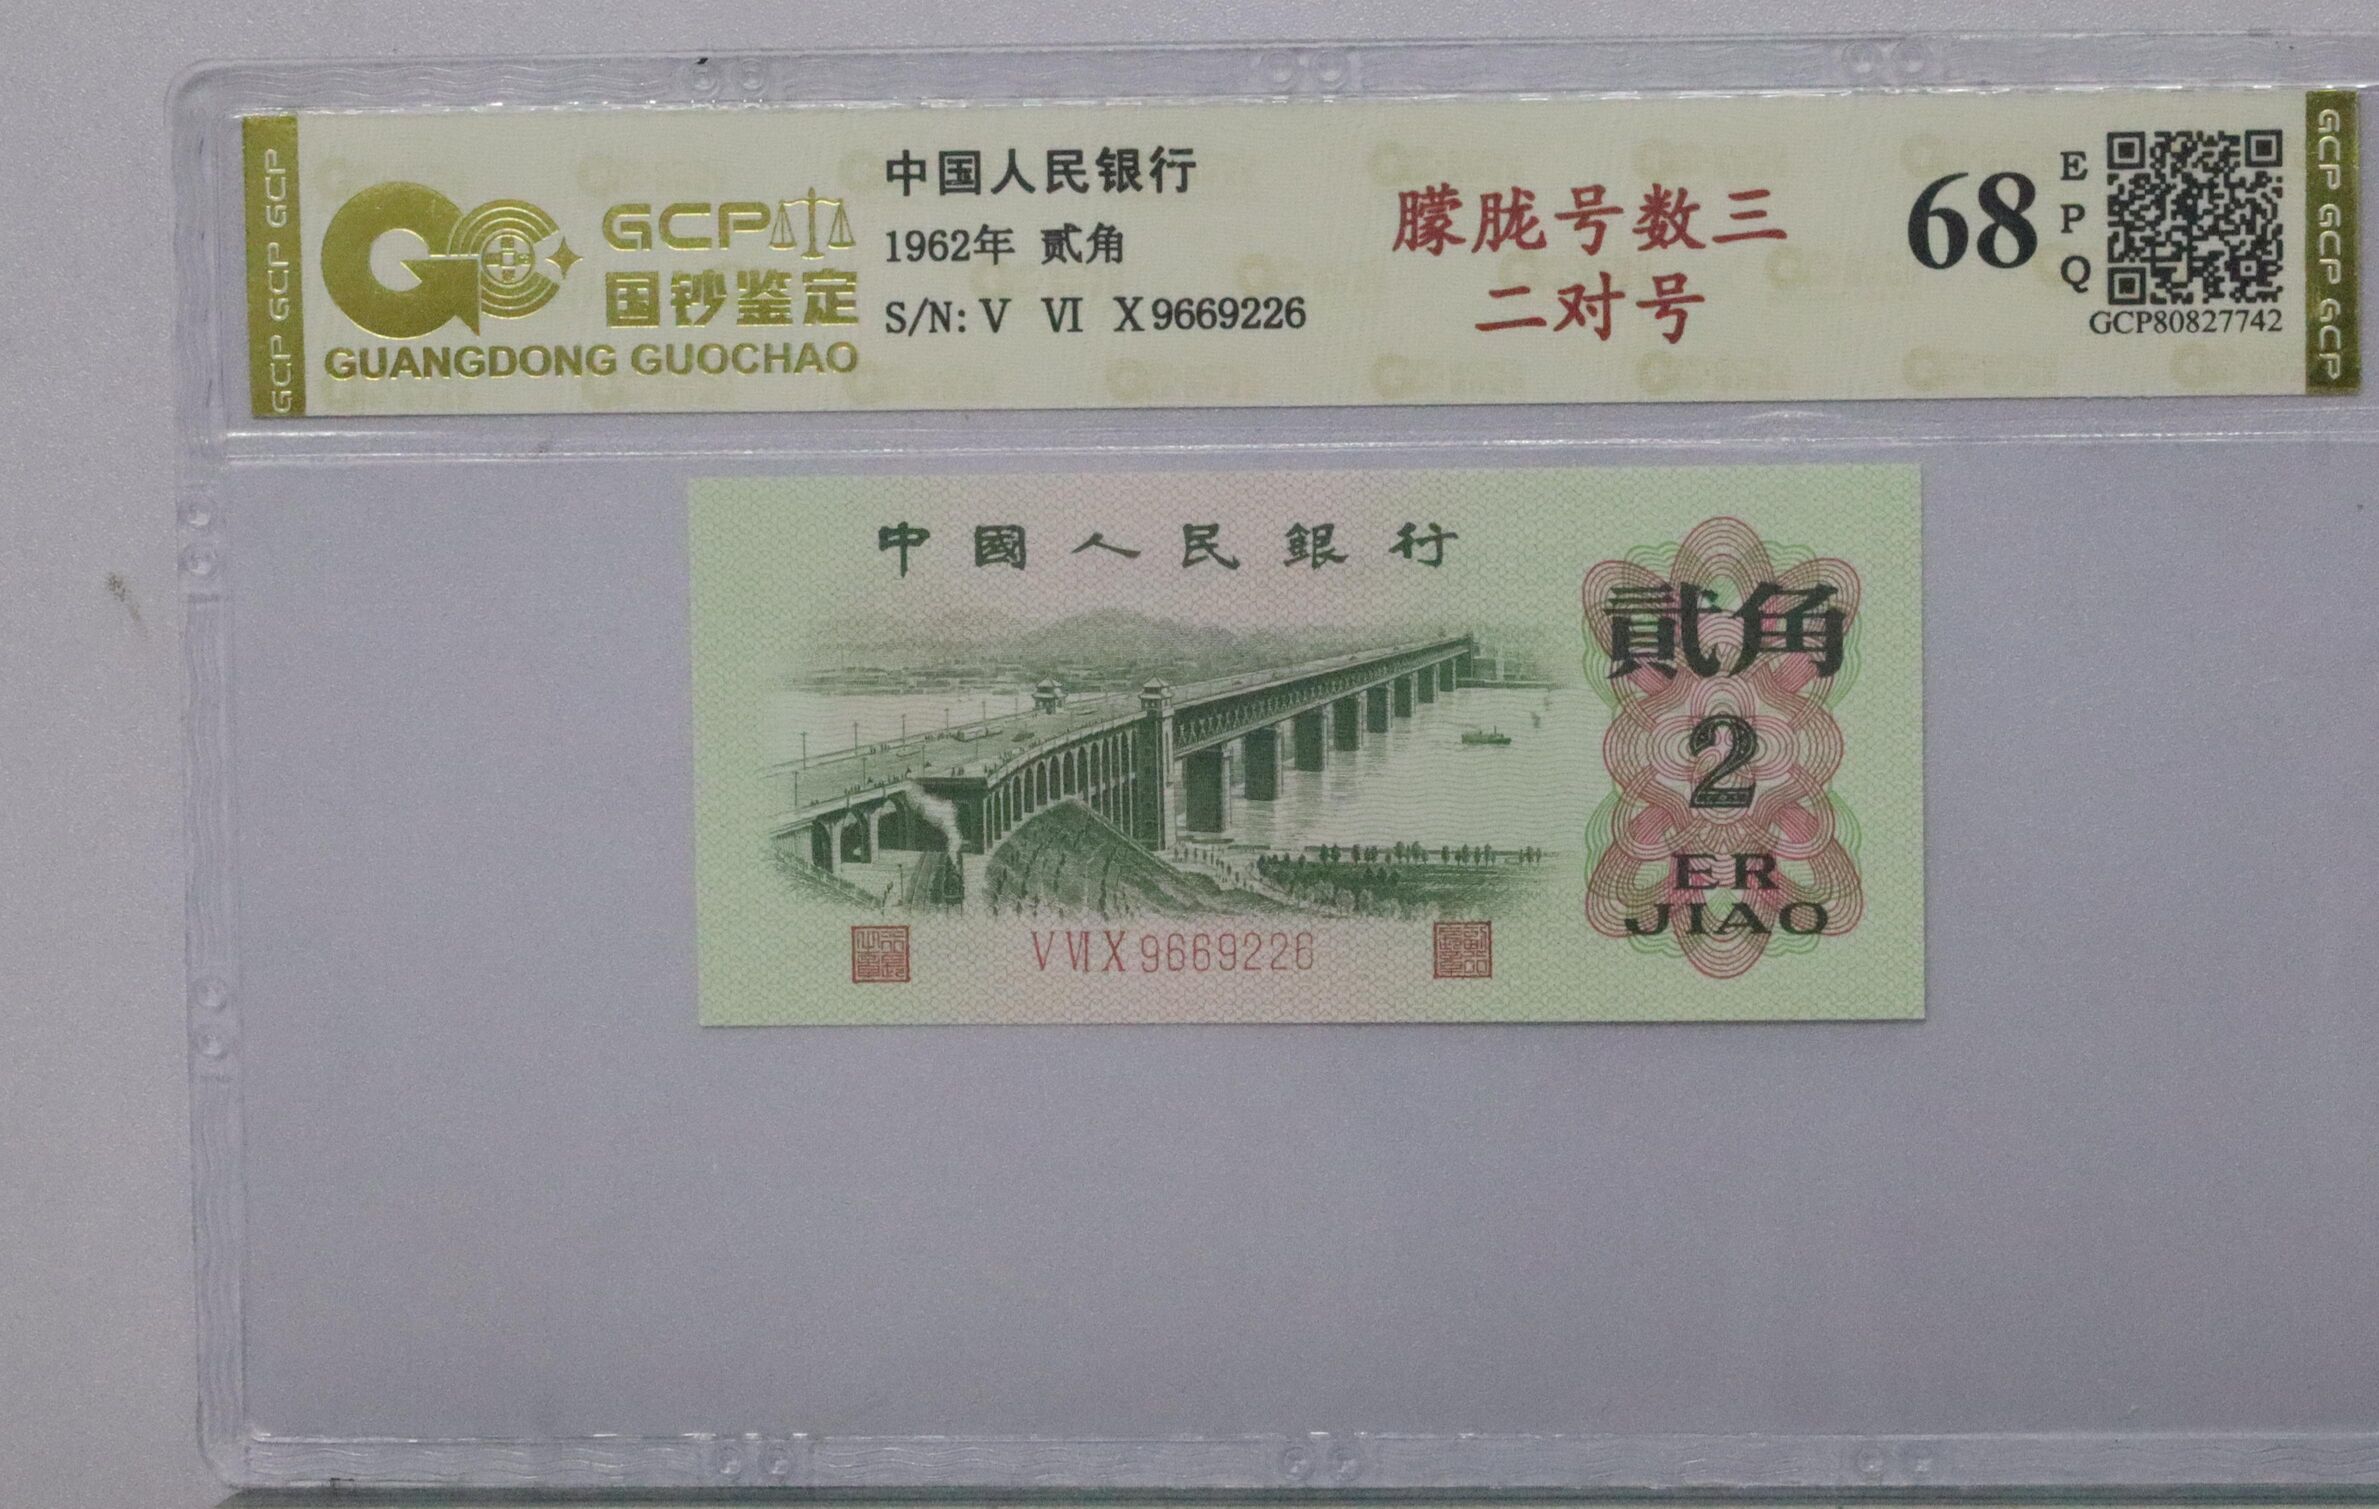 GCP GCP GCP
GCP
国钞鉴定
GUANGDONG GUOCHAO
中国人民银行
1962年 贰角
S/N: V VI X 9669226
朦胧号数三
二对号
68
E
P
Q
GCP80827742
GCP GCP GCP
中國人民銀行
貳角
2
ER
JIAO
V VI X 9669226